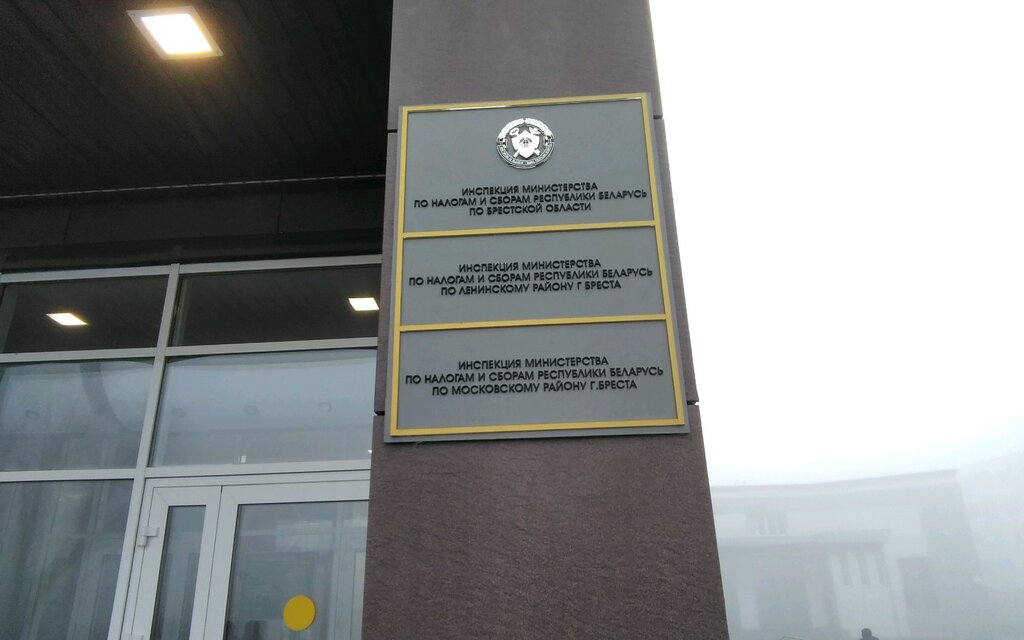 ИНСПЕКЦИЯ МИНИСТЕРСТВА
ПО НАЛОГАМ И СБОРАМ РЕСПУБЛИКИ БЕЛАРУСЬ
ПО БРЕСТСКОЙ ОБЛАСТИ
ИНСПЕКЦИЯ МИНИСТЕРСТВА
ПО НАЛОГАМ И СБОРАМ РЕСПУБЛИКИ БЕЛАРУСЬ
ПО ЛЕНИНСКОМУ РАЙОНУ Г БРЕСТА
ИНСПЕКЦИЯ МИНИСТЕРСТВА
ПО НАЛОГАМ И СБОРАМ РЕСПУБЛИКИ БЕЛАРУСЬ
ПО МОСКОВСКОМУ РАЙОНУ Г.БРЕСТА